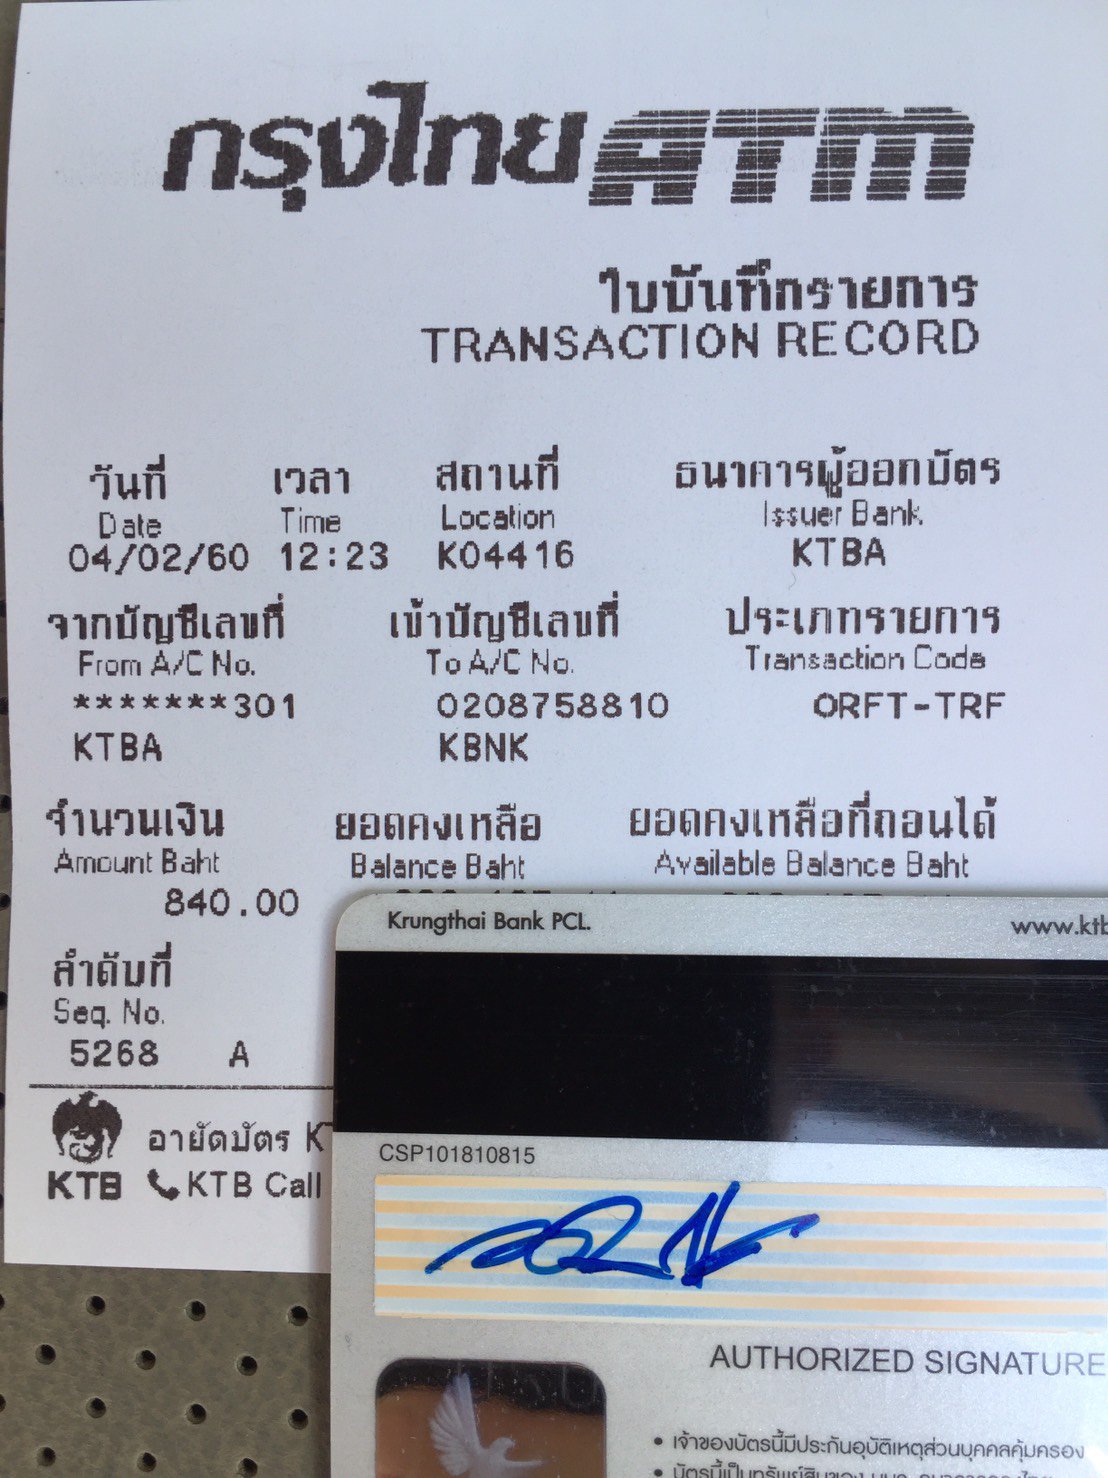 กรุงไทย ATM
ใบบันทึกรายการ
TRANSACTION RECORD
วันที่ เวลา สถานที่ ธนาคารผู้ออกบัตร
Date Time Location Issuer Bank
04/02/60 12:23 K04416 KTBA
จากบัญชีเลขที่ เข้าบัญชีเลขที่ ประเภทรายการ
From A/C No. To A/C No. Transaction Code
*******301 0208758810 ORFT-TRF
KTBA KBNK
จำนวนเงิน ยอดคงเหลือ ยอดคงเหลือที่ถอนได้
Amount Baht Balance Baht Available Balance Baht
840.00
Krungthai Bank PCL. www.ktb
ลำดับที่
Seq. No.
5268 A
อายัดบัตร
KTB KTB Call
CSP101810815
AUTHORIZED SIGNATURE
• เจ้าของบัตรนี้มีประกันอุบัติเหตุส่วนบุคคลคุ้มครอง
• บัตรนี้เป็นทรัพย์สินของ